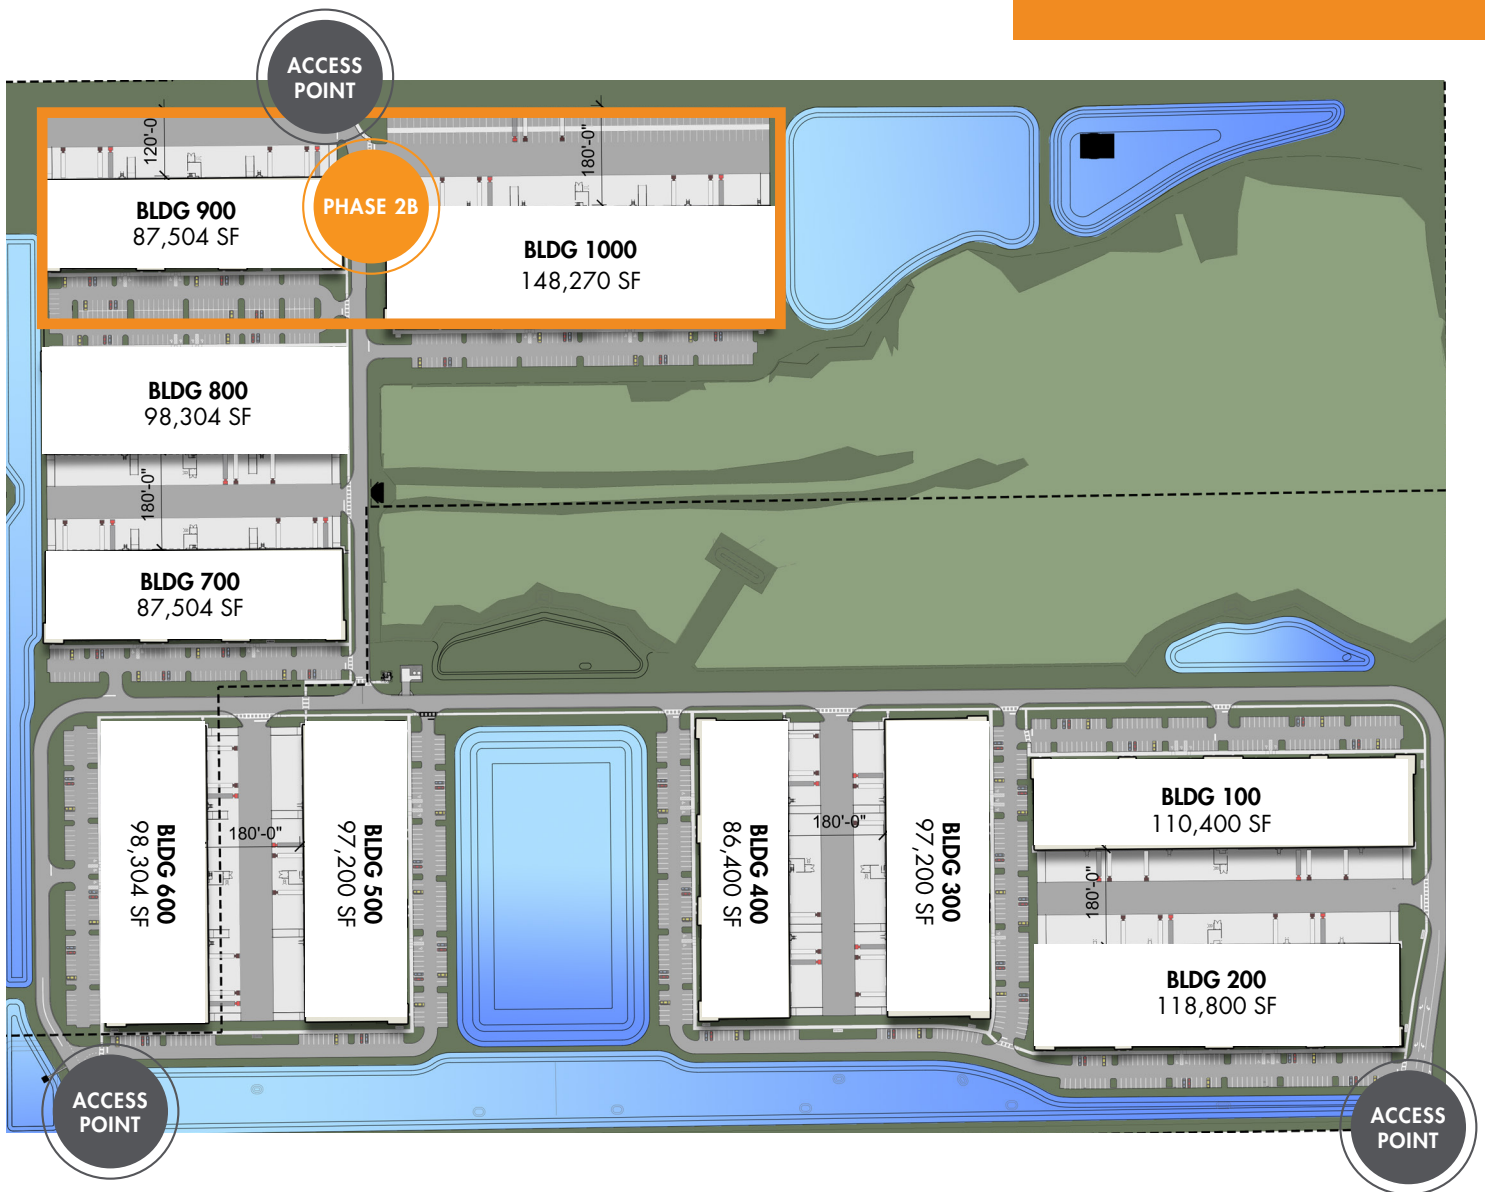 ACCESS
POINT
120'-0
180'-0"
PHASE 2B
BLDG 900
87,504 SF
BLDG 1000
148,270 SF
BLDG 800
98,304 SF
180'-0"
BLDG 700
87,504 SF
BLDG 600
98,304 SF
180'-0"
BLDG 500
97,200 SF
BLDG 400
86,400 SF
180'-0"
BLDG 300
97,200 SF
BLDG 100
110,400 SF
180'-0"
BLDG 200
118,800 SF
ACCESS
POINT
ACCESS
POINT